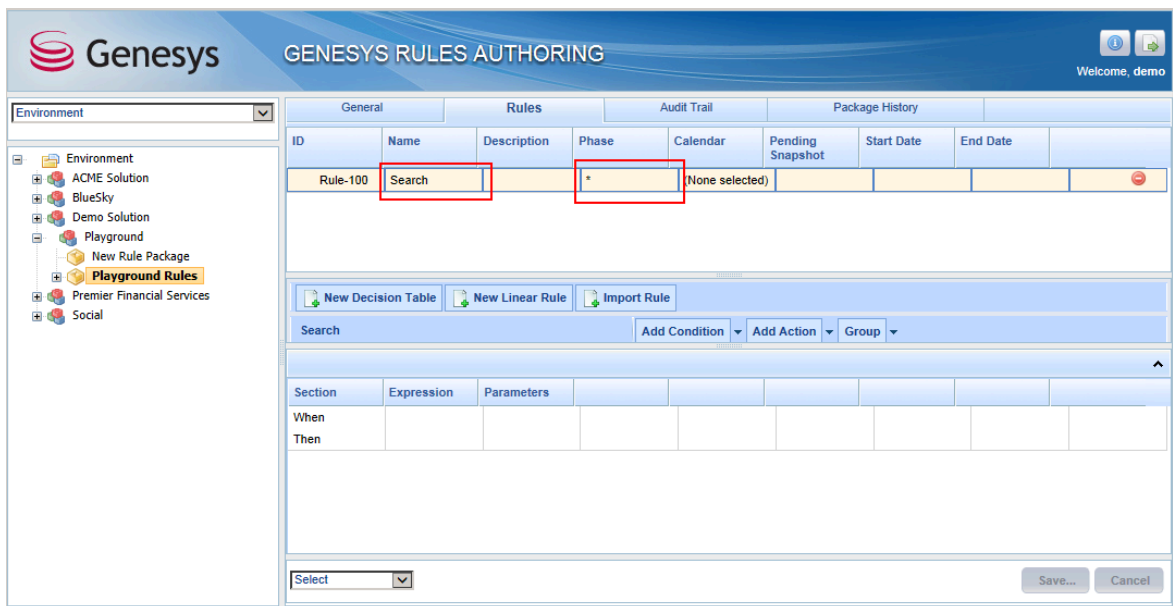 Genesys
GENESYS RULES AUTHORING
Welcome, demo
Environment
Environment
ACME Solution
BlueSky
Demo Solution
Playground
New Rule Package
Playground Rules
Premier Financial Services
Social
General Rules Audit Trail Package History
ID Name Description Phase Calendar Pending Snapshot Start Date End Date
Rule-100 Search * (None selected)
New Decision Table New Linear Rule Import Rule
Search Add Condition Add Action Group
Section Expression Parameters
When
Then
Select Save... Cancel